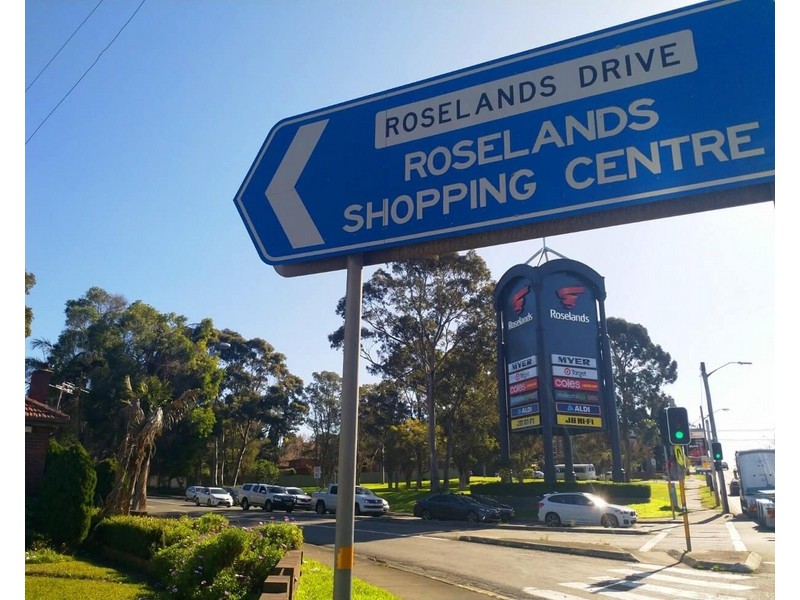 ROSELANDS DRIVE
ROSELANDS
SHOPPING CENTRE
Roselands
MYER
Target
coles
ALDI
JB HI-FI
Roselands
MYER
Target
coles
ALDI
JB HI-FI